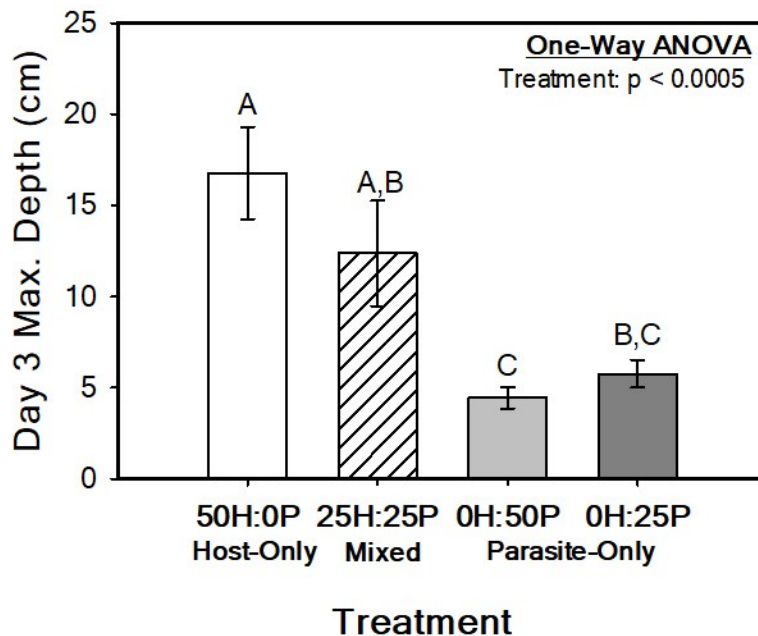 One-Way ANOVA
Treatment: p < 0.0005
Day 3 Max. Depth (cm)
25
20
15
10
5
0
A
A,B
C
B,C
50H:0P 25H:25P 0H:50P 0H:25P
Host-Only Mixed Parasite-Only
Treatment